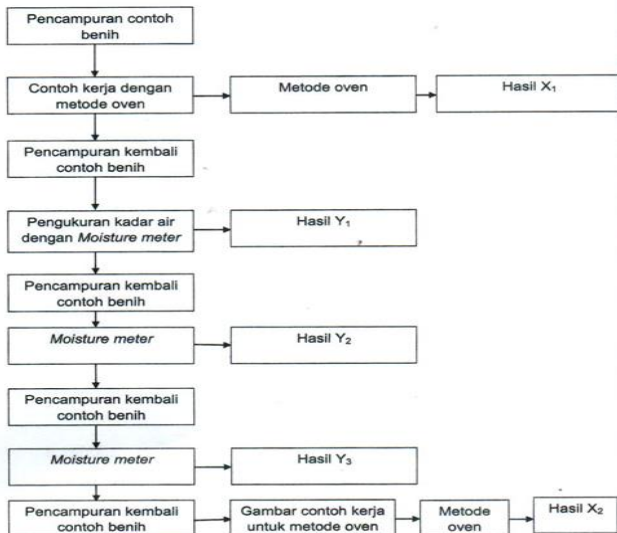 Pencampuran contoh
benih
Contoh kerja dengan
metode oven
Metode oven
Hasil X₁
Pencampuran kembali
contoh benih
Pengukuran kadar air
dengan Moisture meter
Hasil Y₁
Pencampuran kembali
contoh benih
Moisture meter
Hasil Y₂
Pencampuran kembali
contoh benih
Moisture meter
Hasil Y₃
Pencampuran kembali
contoh benih
Gambar contoh kerja
untuk metode oven
Metode
oven
Hasil X₂